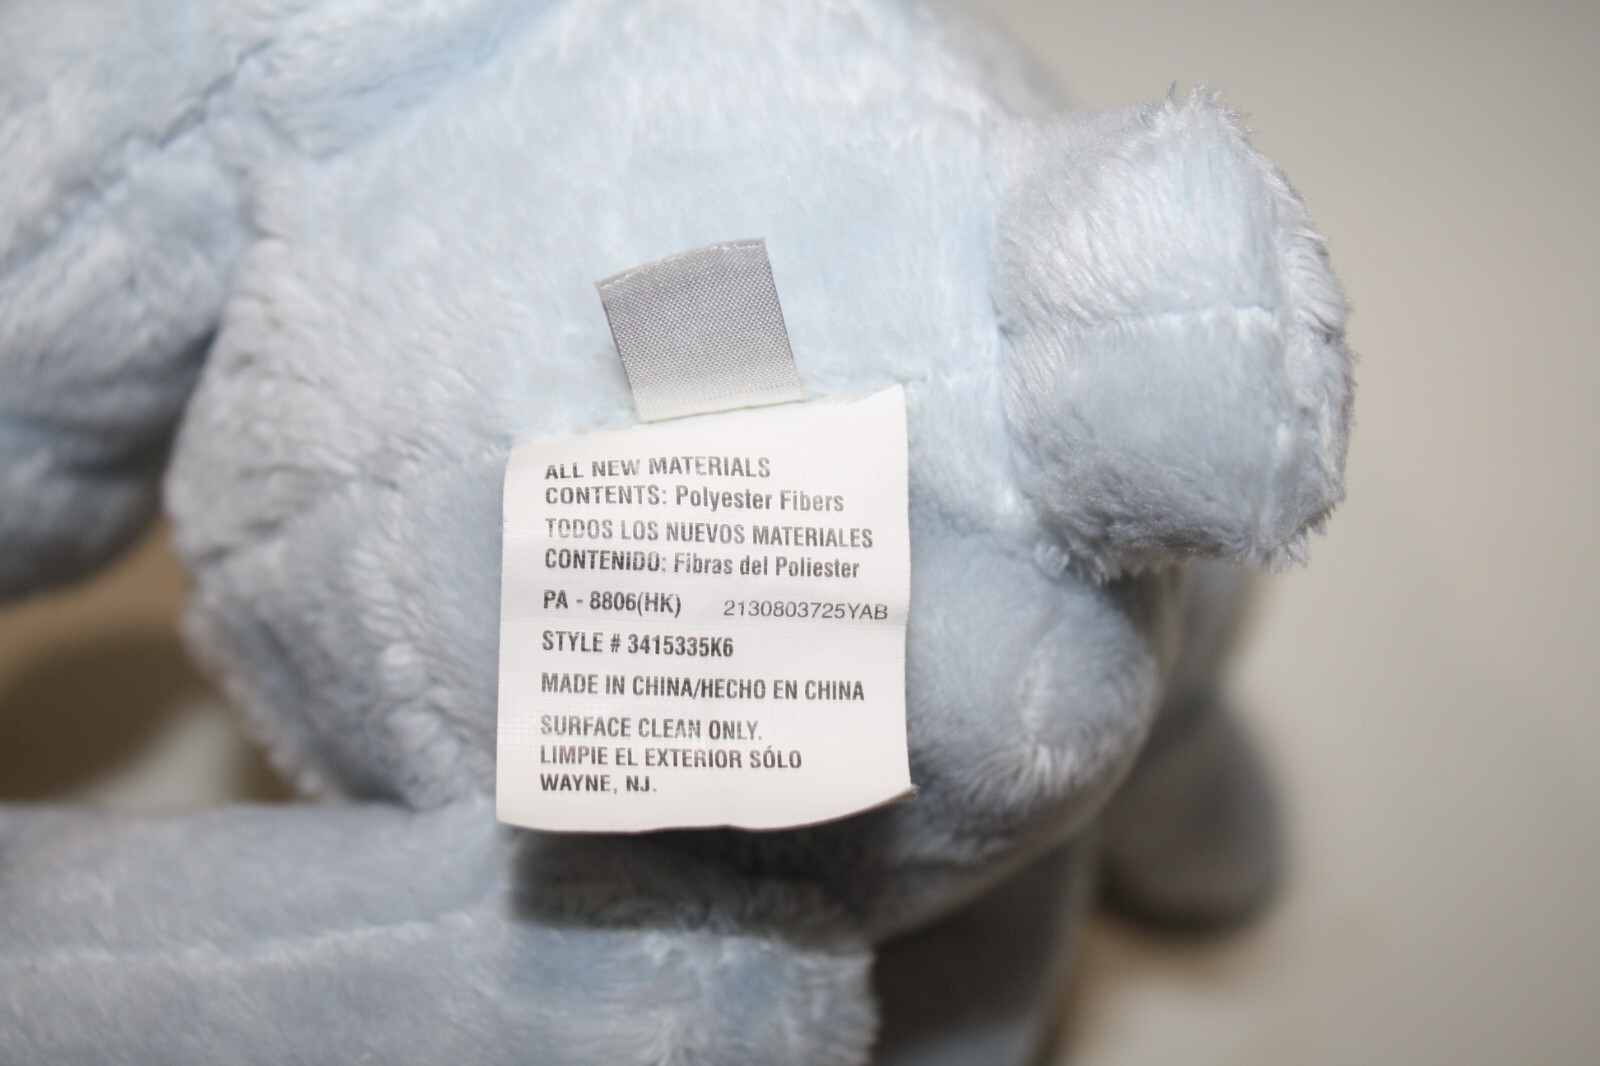 ALL NEW MATERIALS
CONTENTS: Polyester Fibers
TODOS LOS NUEVOS MATERIALES
CONTENIDO: Fibras del Poliester
PA - 8806(HK) 2130803725YAB
STYLE # 3415335K6
MADE IN CHINA/HECHO EN CHINA
SURFACE CLEAN ONLY.
LIMPIE EL EXTERIOR SÓLO
WAYNE, NJ.